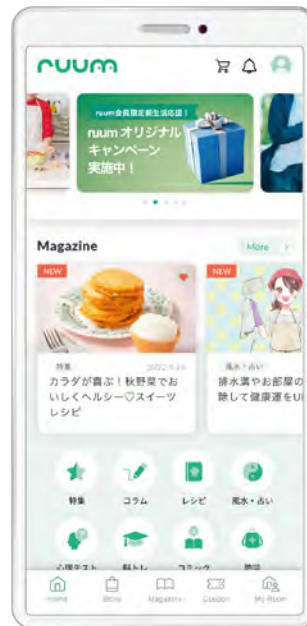 ruum
ruum会員限定新生活応援!
ruum オリジナル
キャンペーン
実施中!
Magazine
More
NEW
NEW
特集
2022.9.26
カラダが喜ぶ!秋野菜でお
いしくヘルシー♡スイーツ
レシピ
風水・占い
排水溝やお部屋の
除して健康運をU
特集
コラム
レシピ
風水・占い
心理テスト
脳トレ
コミック
Home
Store
Magazine
Coupon
My Room